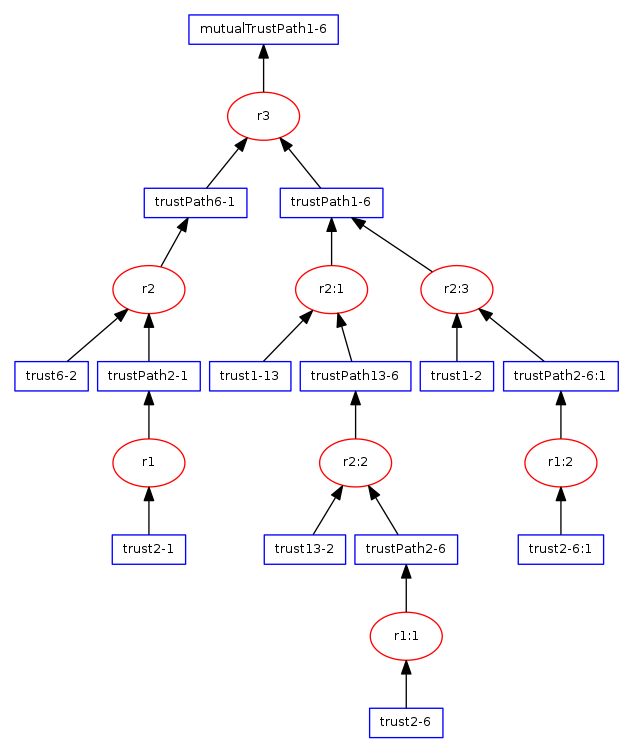 mutualTrustPath1-6
r3
trustPath6-1
trustPath1-6
r2
r2:1
r2:3
trust6-2
trustPath2-1
trust1-13
trustPath13-6
trust1-2
trustPath2-6:1
r1
r2:2
r1:2
trust2-1
trust13-2
trustPath2-6
trust2-6:1
r1:1
trust2-6